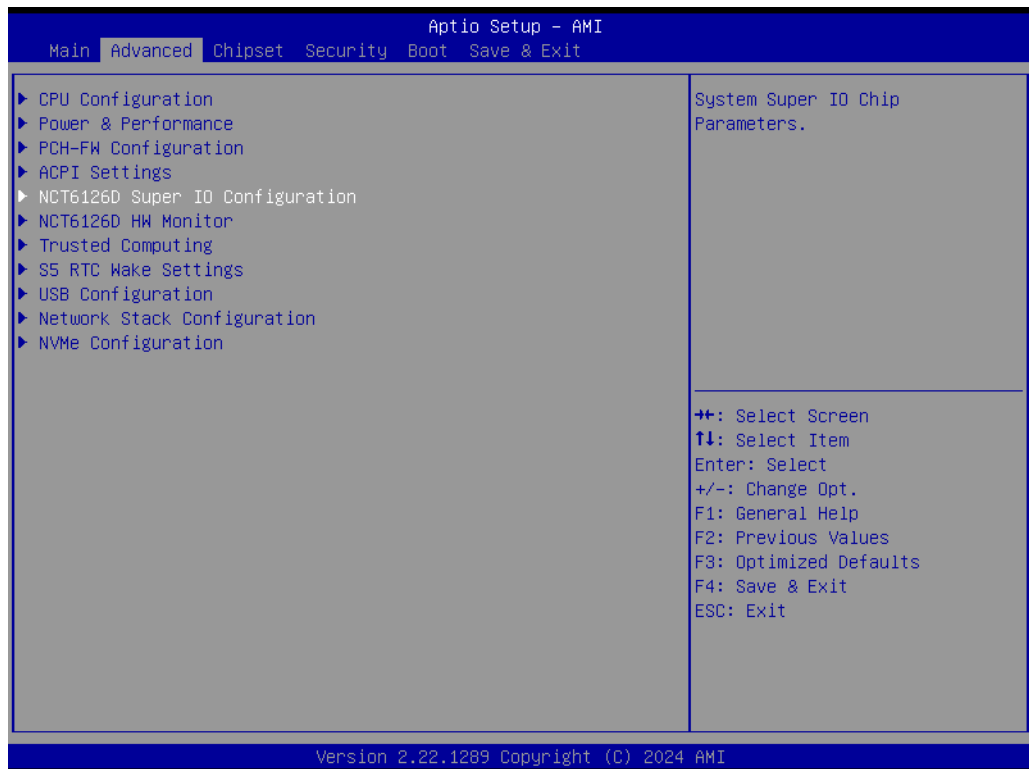 Aptio Setup – AMI
Main Advanced Chipset Security Boot Save & Exit
▶ CPU Configuration
▶ Power & Performance
▶ PCH-FW Configuration
▶ ACPI Settings
▶ NCT6126D Super IO Configuration
▶ NCT6126D HW Monitor
▶ Trusted Computing
▶ S5 RTC Wake Settings
▶ USB Configuration
▶ Network Stack Configuration
▶ NVMe Configuration
System Super IO Chip
Parameters.
→←: Select Screen
↑↓: Select Item
Enter: Select
+/-: Change Opt.
F1: General Help
F2: Previous Values
F3: Optimized Defaults
F4: Save & Exit
ESC: Exit
Version 2.22.1289 Copyright (C) 2024 AMI